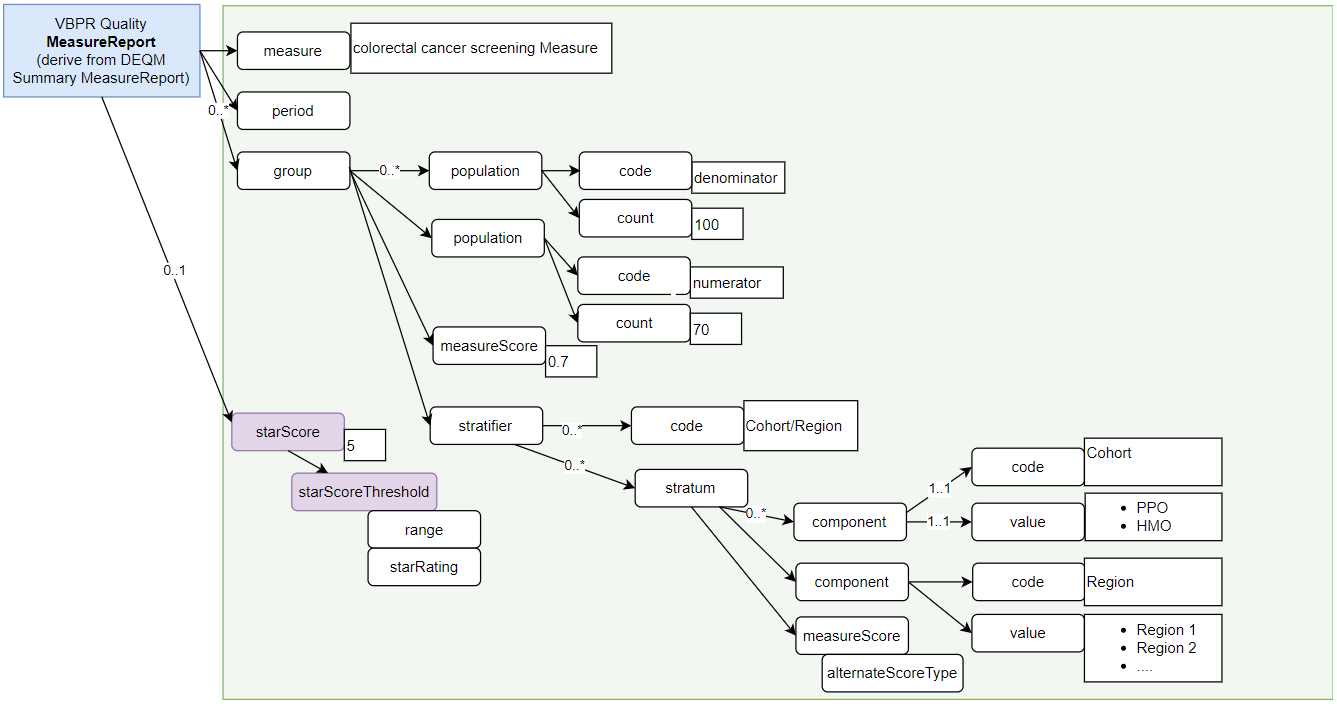 VBPR Quality
MeasureReport
(derive from DEQM
Summary MeasureReport)
measure
colorectal cancer screening Measure
0..*
period
group
0..*
population
code
denominator
count
100
population
code
numerator
count
70
measureScore
0.7
0..1
starScore
5
starScoreThreshold
range
starRating
stratifier
0..*
code
Cohort/Region
0..*
stratum
0..*
component
1..1
code
Cohort
1..1
value
• PPO
• HMO
component
code
Region
value
• Region 1
• Region 2
• ....
measureScore
alternateScoreType